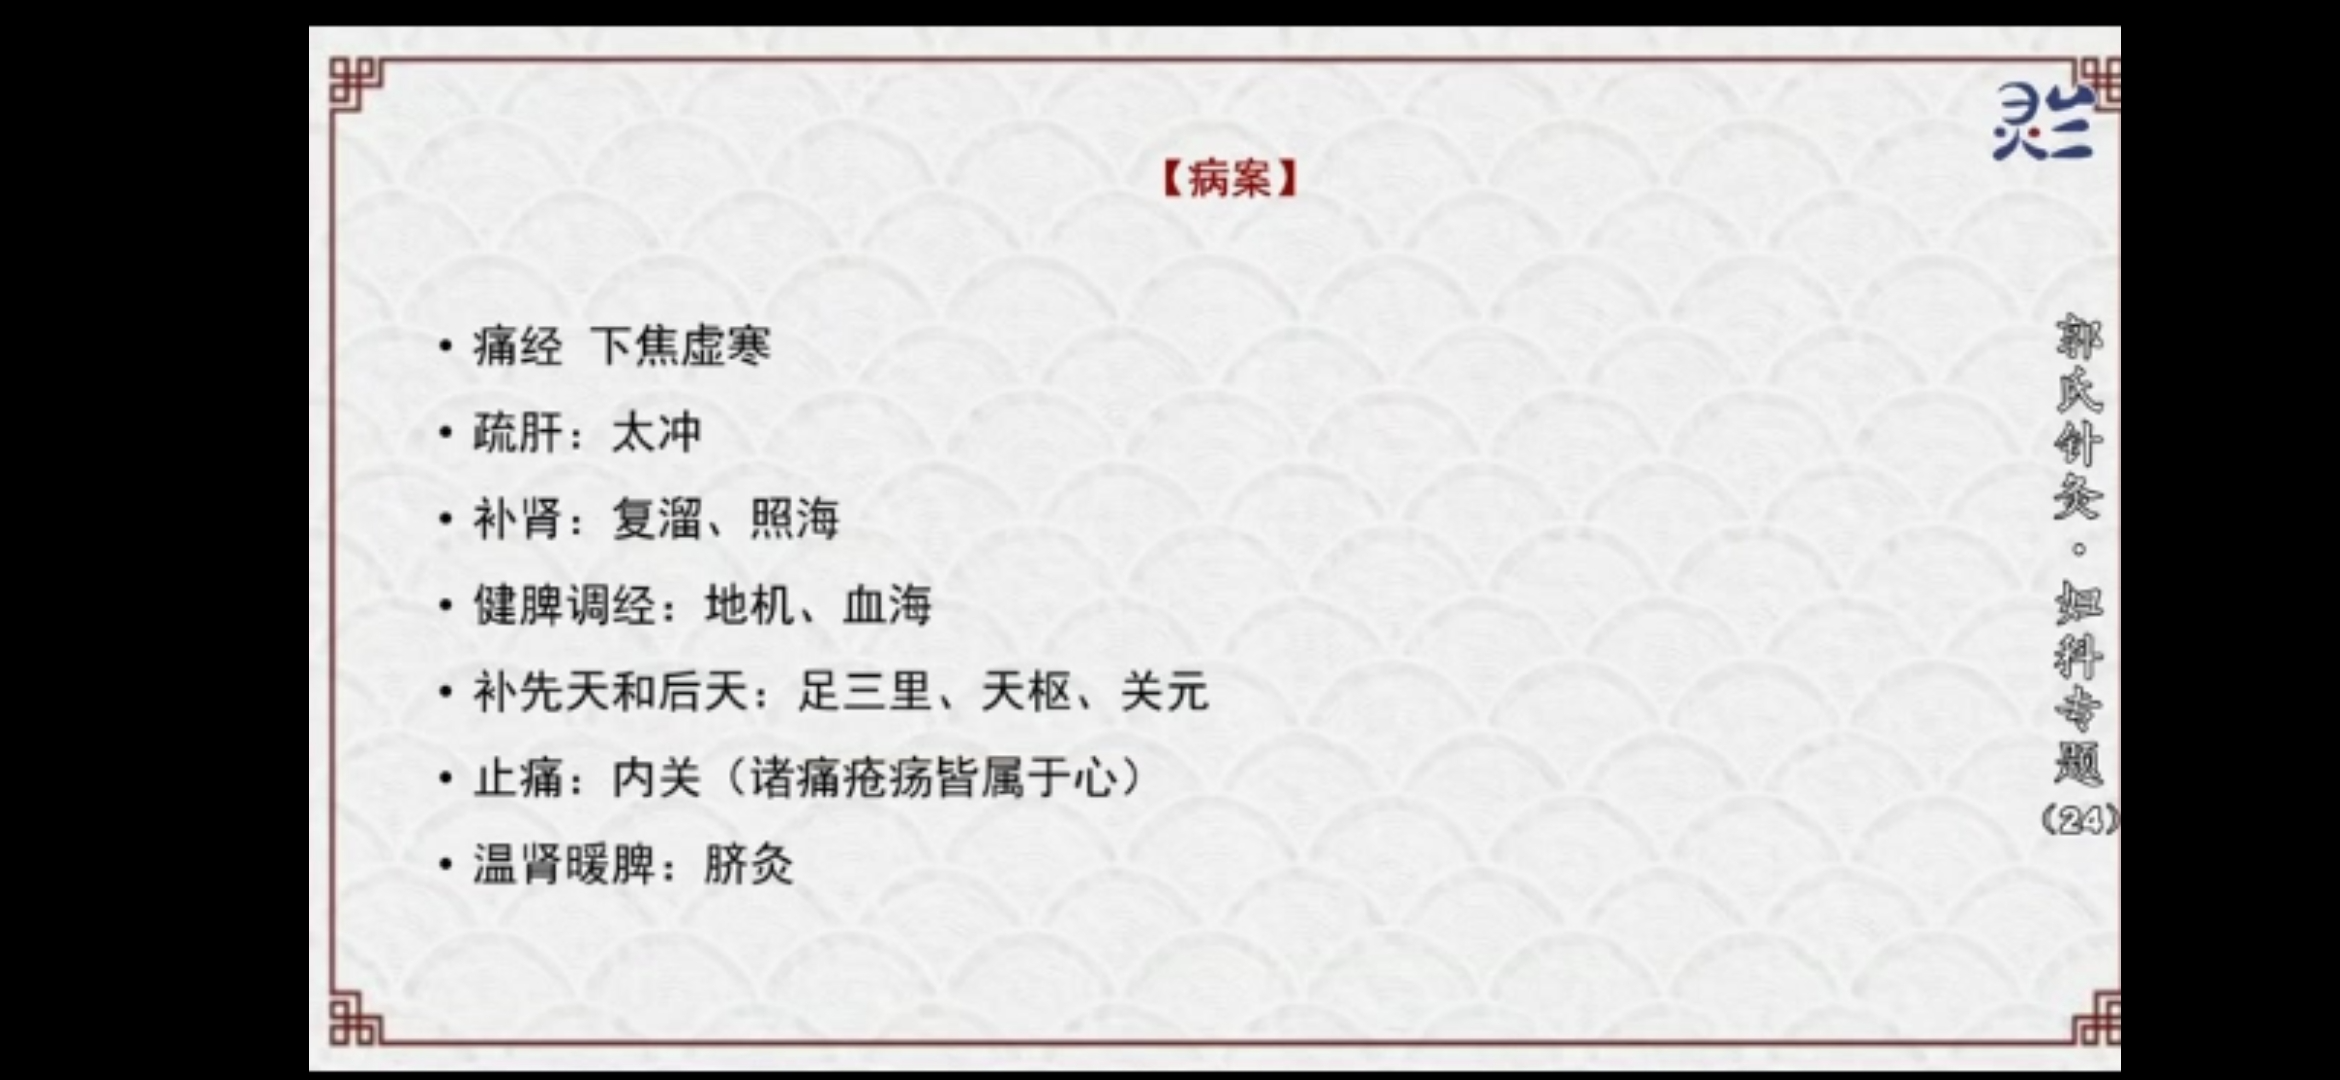 【病案】
• 痛经 下焦虚寒
• 疏肝：太冲
• 补肾：复溜、照海
• 健脾调经：地机、血海
• 补先天和后天：足三里、天枢、关元
• 止痛：内关（诸痛疮疡皆属于心）
• 温肾暖脾：脐灸
灵兰
郭氏针灸·妇科专题（24）